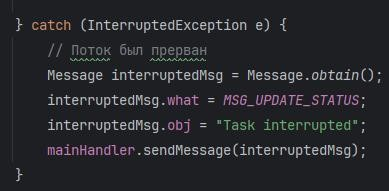 } catch (InterruptedException e) {
// Поток был прерван
Message interruptedMsg = Message.obtain();
interruptedMsg.what = MSG_UPDATE_STATUS;
interruptedMsg.obj = "Task interrupted";
mainHandler.sendMessage(interruptedMsg);
}